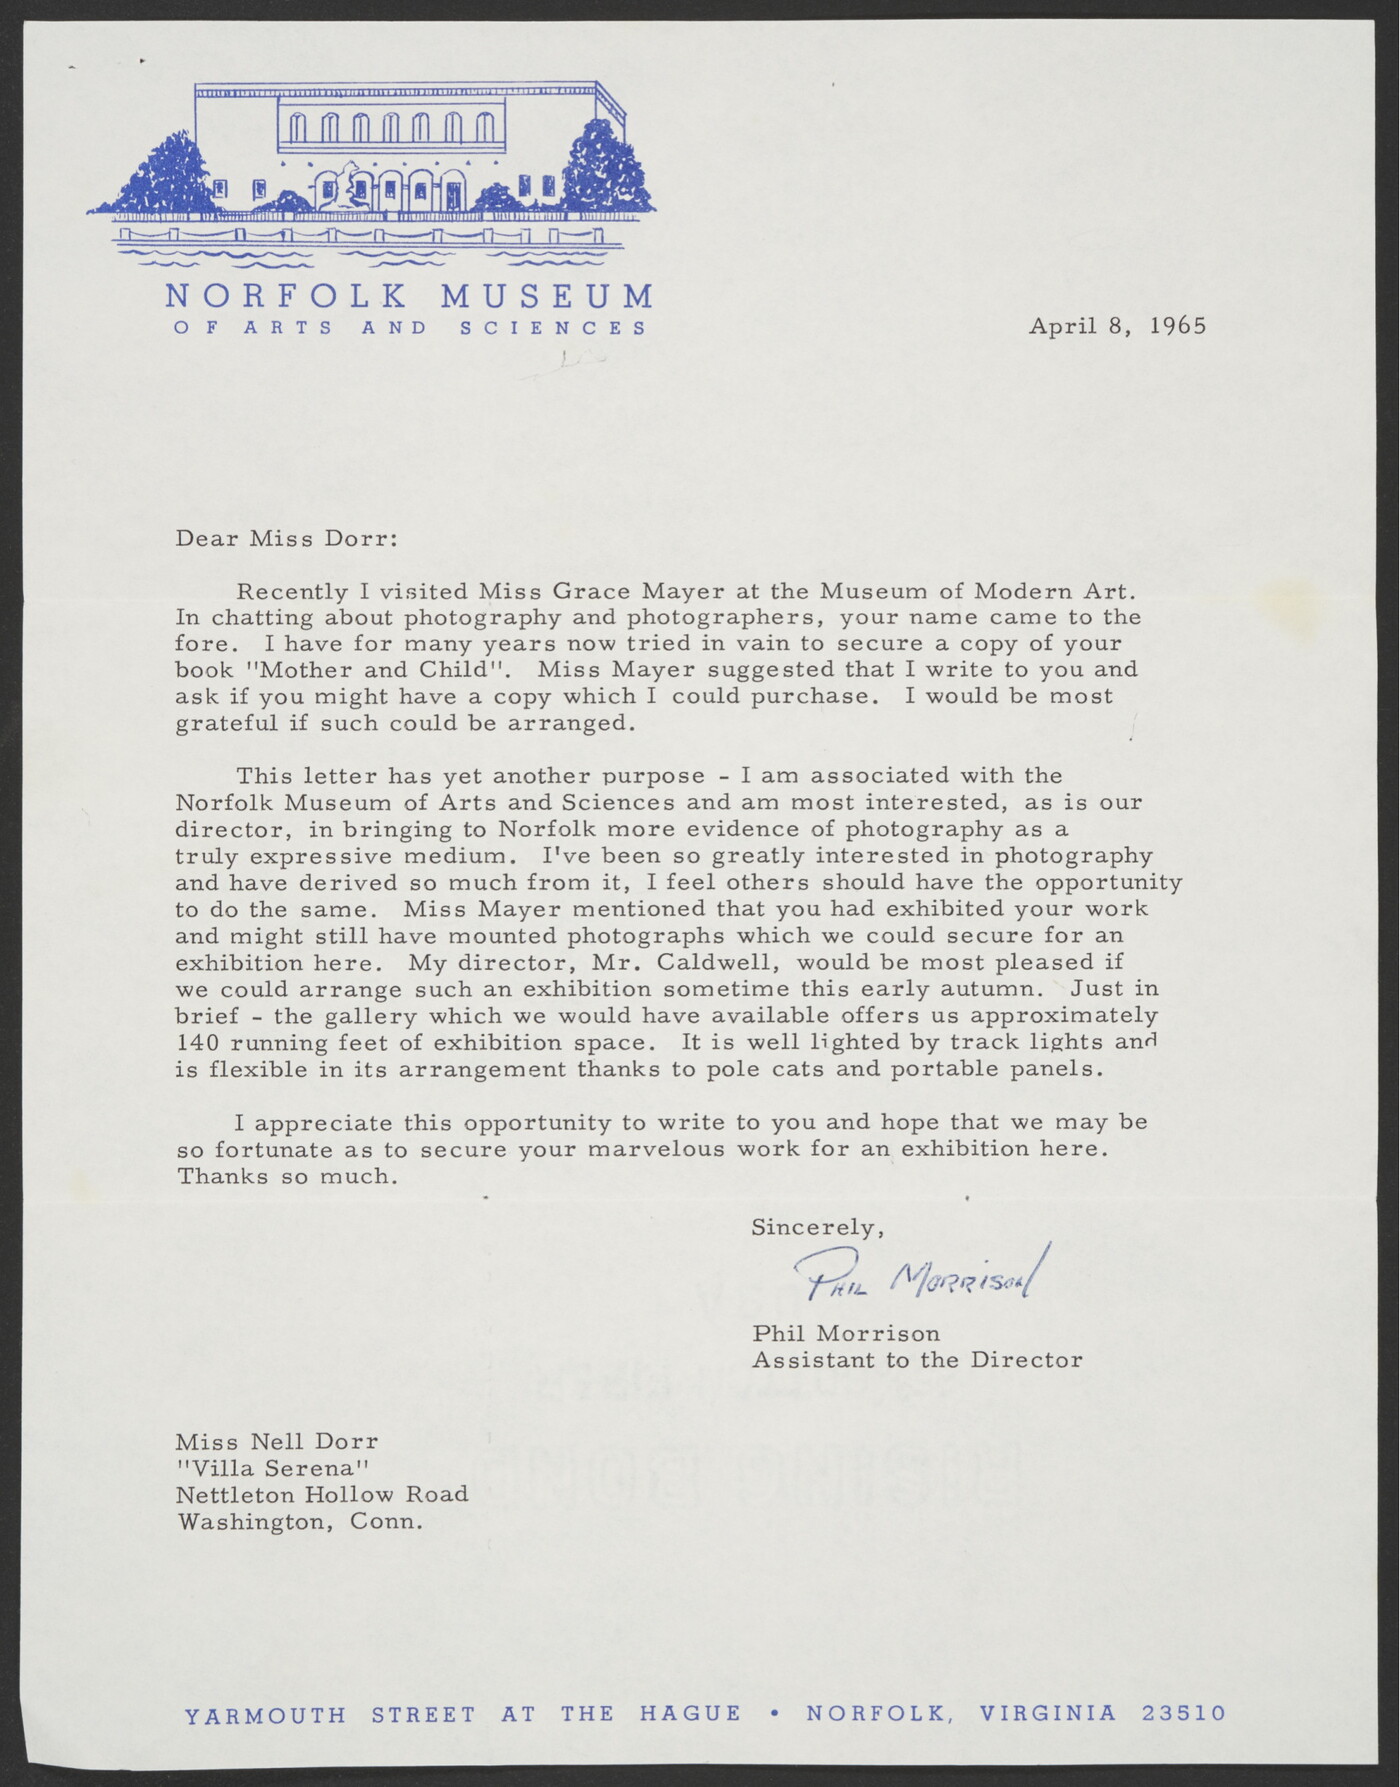 NORFOLK MUSEUM
OF ARTS AND SCIENCES
April 8, 1965
Dear Miss Dorr:
Recently I visited Miss Grace Mayer at the Museum of Modern Art.
In chatting about photography and photographers, your name came to the
fore. I have for many years now tried in vain to secure a copy of your
book "Mother and Child". Miss Mayer suggested that I write to you and
ask if you might have a copy which I could purchase. I would be most
grateful if such could be arranged.
This letter has yet another purpose - I am associated with the
Norfolk Museum of Arts and Sciences and am most interested, as is our
director, in bringing to Norfolk more evidence of photography as a
truly expressive medium. I've been so greatly interested in photography
and have derived so much from it, I feel others should have the opportunity
to do the same. Miss Mayer mentioned that you had exhibited your work
and might still have mounted photographs which we could secure for an
exhibition here. My director, Mr. Caldwell, would be most pleased if
we could arrange such an exhibition sometime this early autumn. Just in
brief - the gallery which we would have available offers us approximately
140 running feet of exhibition space. It is well lighted by track lights and
is flexible in its arrangement thanks to pole cats and portable panels.
I appreciate this opportunity to write to you and hope that we may be
so fortunate as to secure your marvelous work for an exhibition here.
Thanks so much.
Sincerely,
Phil Morrison
Phil Morrison
Assistant to the Director
Miss Nell Dorr
"Villa Serena"
Nettleton Hollow Road
Washington, Conn.
YARMOUTH STREET AT THE HAGUE • NORFOLK, VIRGINIA 23510